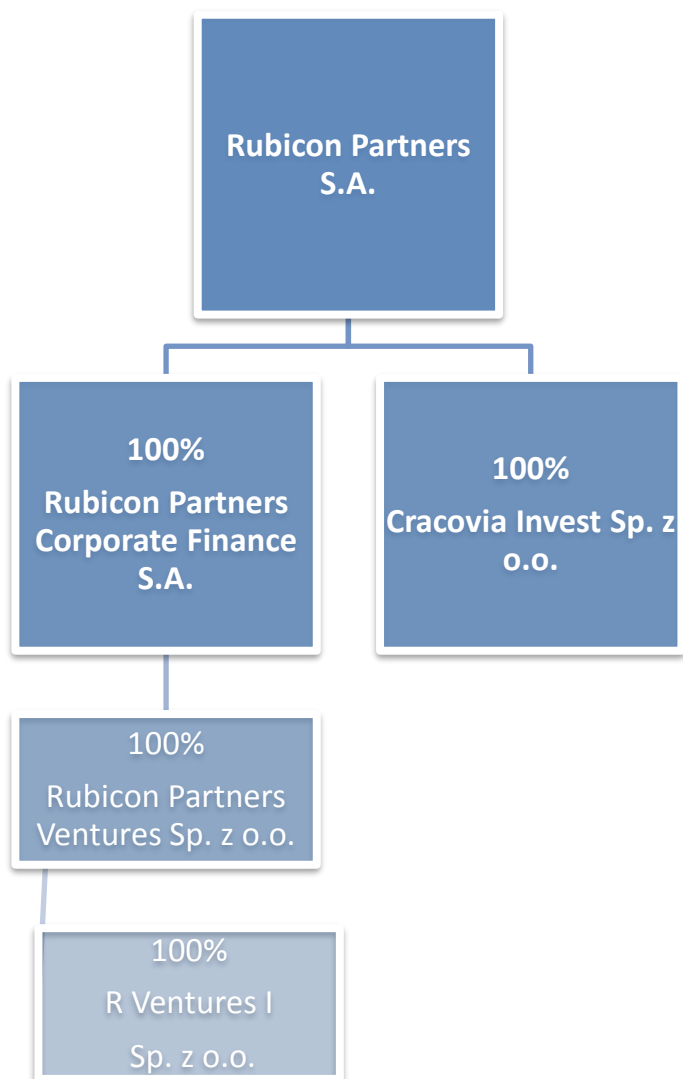 Rubicon Partners
S.A.
100%
Rubicon Partners
Corporate Finance
S.A.
100%
Cracovia Invest Sp. z
o.o.
100%
Rubicon Partners
Ventures Sp. z o.o.
100%
R Ventures I
Sp. z o.o.